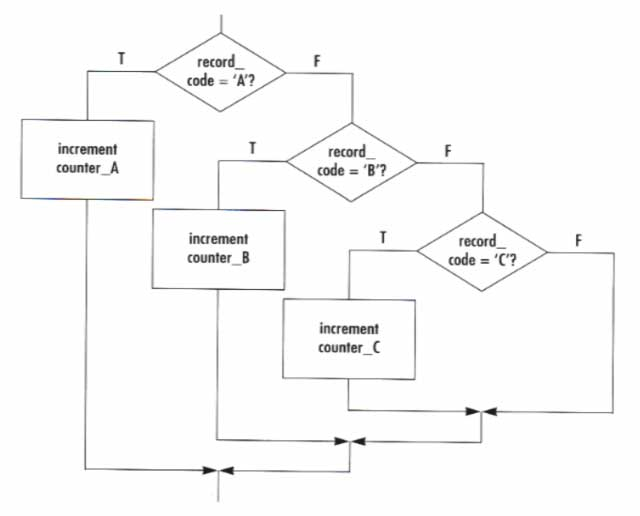 T
record_
code = ‘A’?
F
increment
counter_A
T
record_
code = ‘B’?
F
increment
counter_B
T
record_
code = ‘C’?
F
increment
counter_C